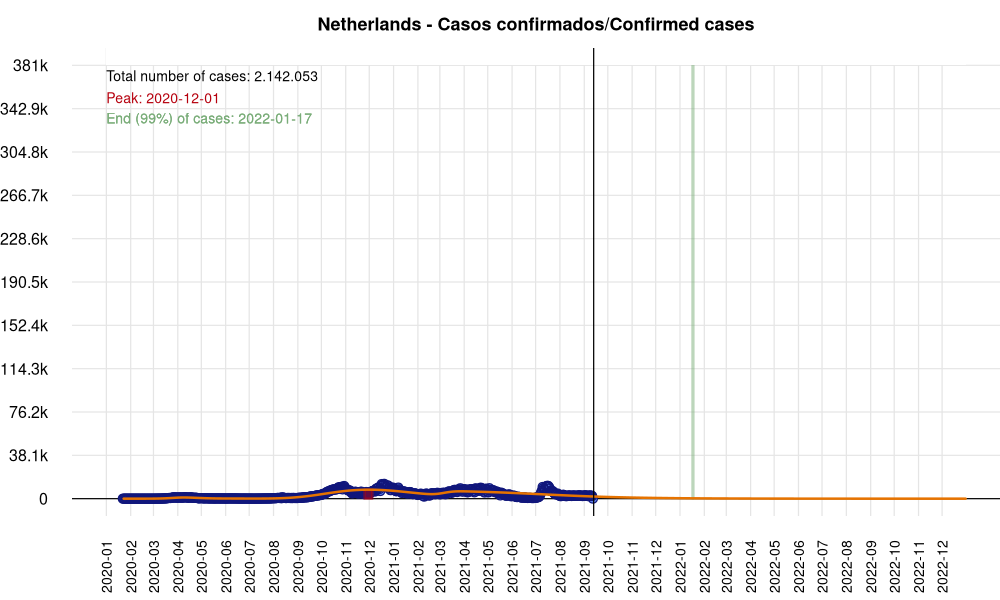 Netherlands - Casos confirmados/Confirmed cases
381k
342.9k
304.8k
266.7k
228.6k
190.5k
152.4k
114.3k
76.2k
38.1k
0
Total number of cases: 2.142.053
Peak: 2020-12-01
End (99%) of cases: 2022-01-17
2020-01
2020-02
2020-03
2020-04
2020-05
2020-06
2020-07
2020-08
2020-09
2020-10
2020-11
2020-12
2021-01
2021-02
2021-03
2021-04
2021-05
2021-06
2021-07
2021-08
2021-09
2021-10
2021-11
2021-12
2022-01
2022-02
2022-03
2022-04
2022-05
2022-06
2022-07
2022-08
2022-09
2022-10
2022-11
2022-12